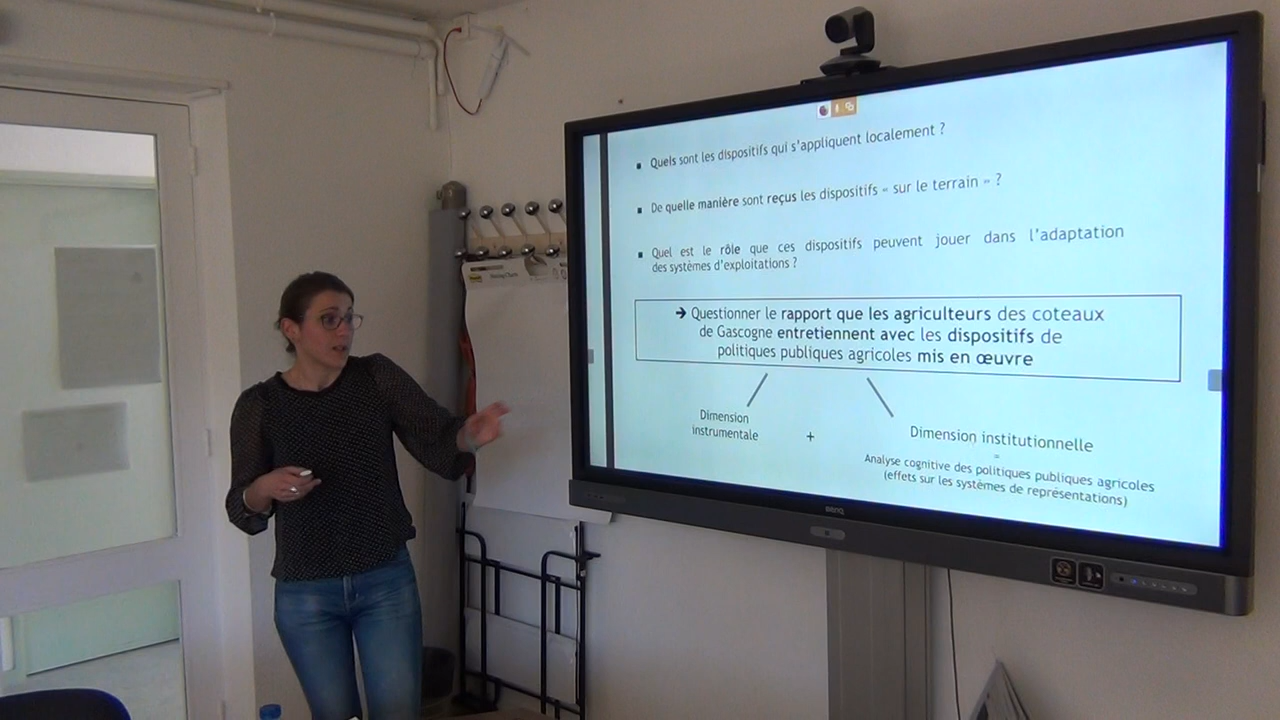 Quels sont les dispositifs qui s'appliquent localement ?
De quelle manière sont reçus les dispositifs « sur le terrain » ?
Quel est le rôle que ces dispositifs peuvent jouer dans l'adaptation
des systèmes d'exploitations ?
→ Questionner le rapport que les agriculteurs des coteaux
de Gascogne entretiennent avec les dispositifs de
politiques publiques agricoles mis en œuvre
Dimension
instrumentale
+
Dimension institutionnelle
=
Analyse cognitive des politiques publiques agricoles
(effets sur les systèmes de représentations)
BenQ